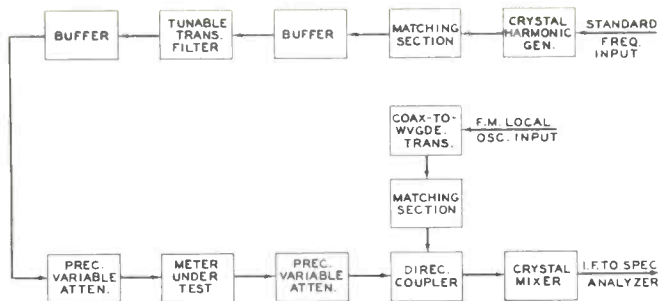 BUFFER
TUNABLE
TRANS.
FILTER
BUFFER
MATCHING
SECTION
CRYSTAL
HARMONIC
GEN.
STANDARD
FREQ.
INPUT
COAX-TO-
WVGDE.
TRANS.
F.M. LOCAL
OSC. INPUT
MATCHING
SECTION
PREC.
VARIABLE
ATTEN.
METER
UNDER
TEST
PREC.
VARIABLE
ATTEN.
DIREC.
COUPLER
CRYSTAL
MIXER
I.F. TO SPEC
ANALYZER